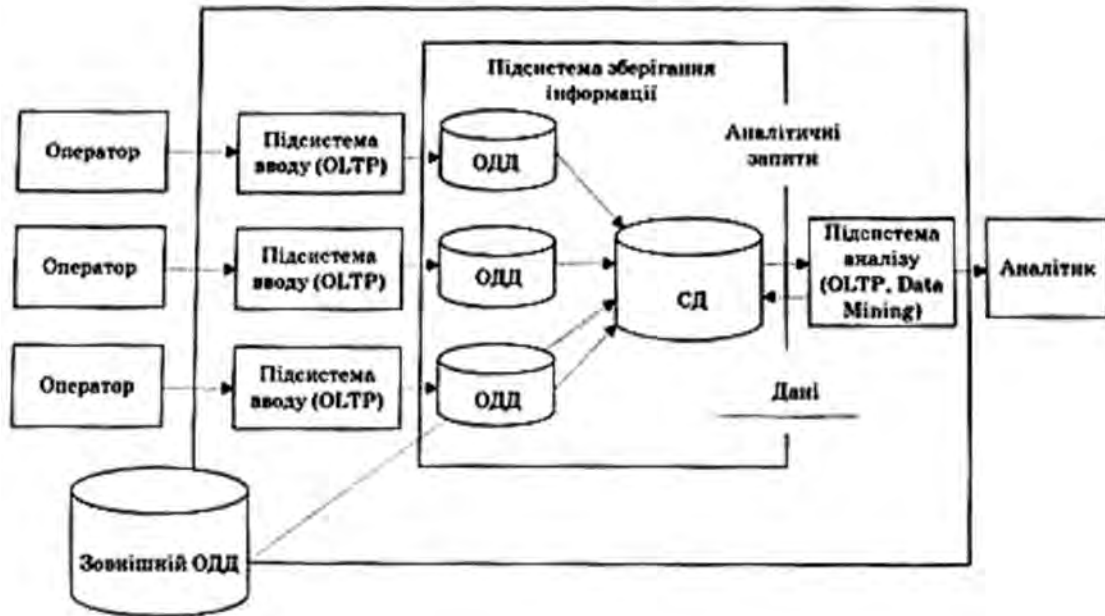 Підсистема зберігання
інформації
Оператор
Підсистема
вводу (OLTP)
ОДД
Аналітичні
запити
Оператор
Підсистема
вводу (OLTP)
ОДД
СД
Підсистема
аналізу
(OLTP, Data
Mining)
Аналітик
Оператор
Підсистема
вводу (OLTP)
ОДД
Дані
Зовнішній ОДД